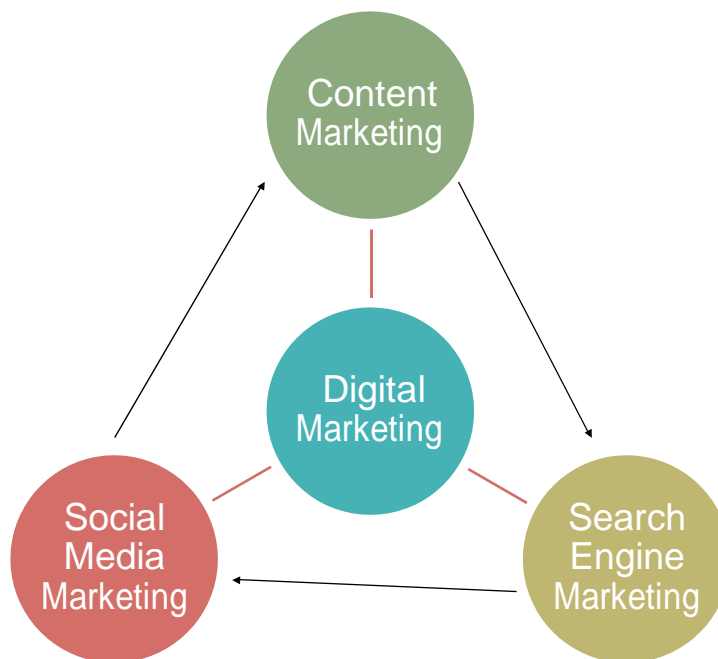 Content
Marketing
Digital
Marketing
Social
Media
Marketing
Search
Engine
Marketing